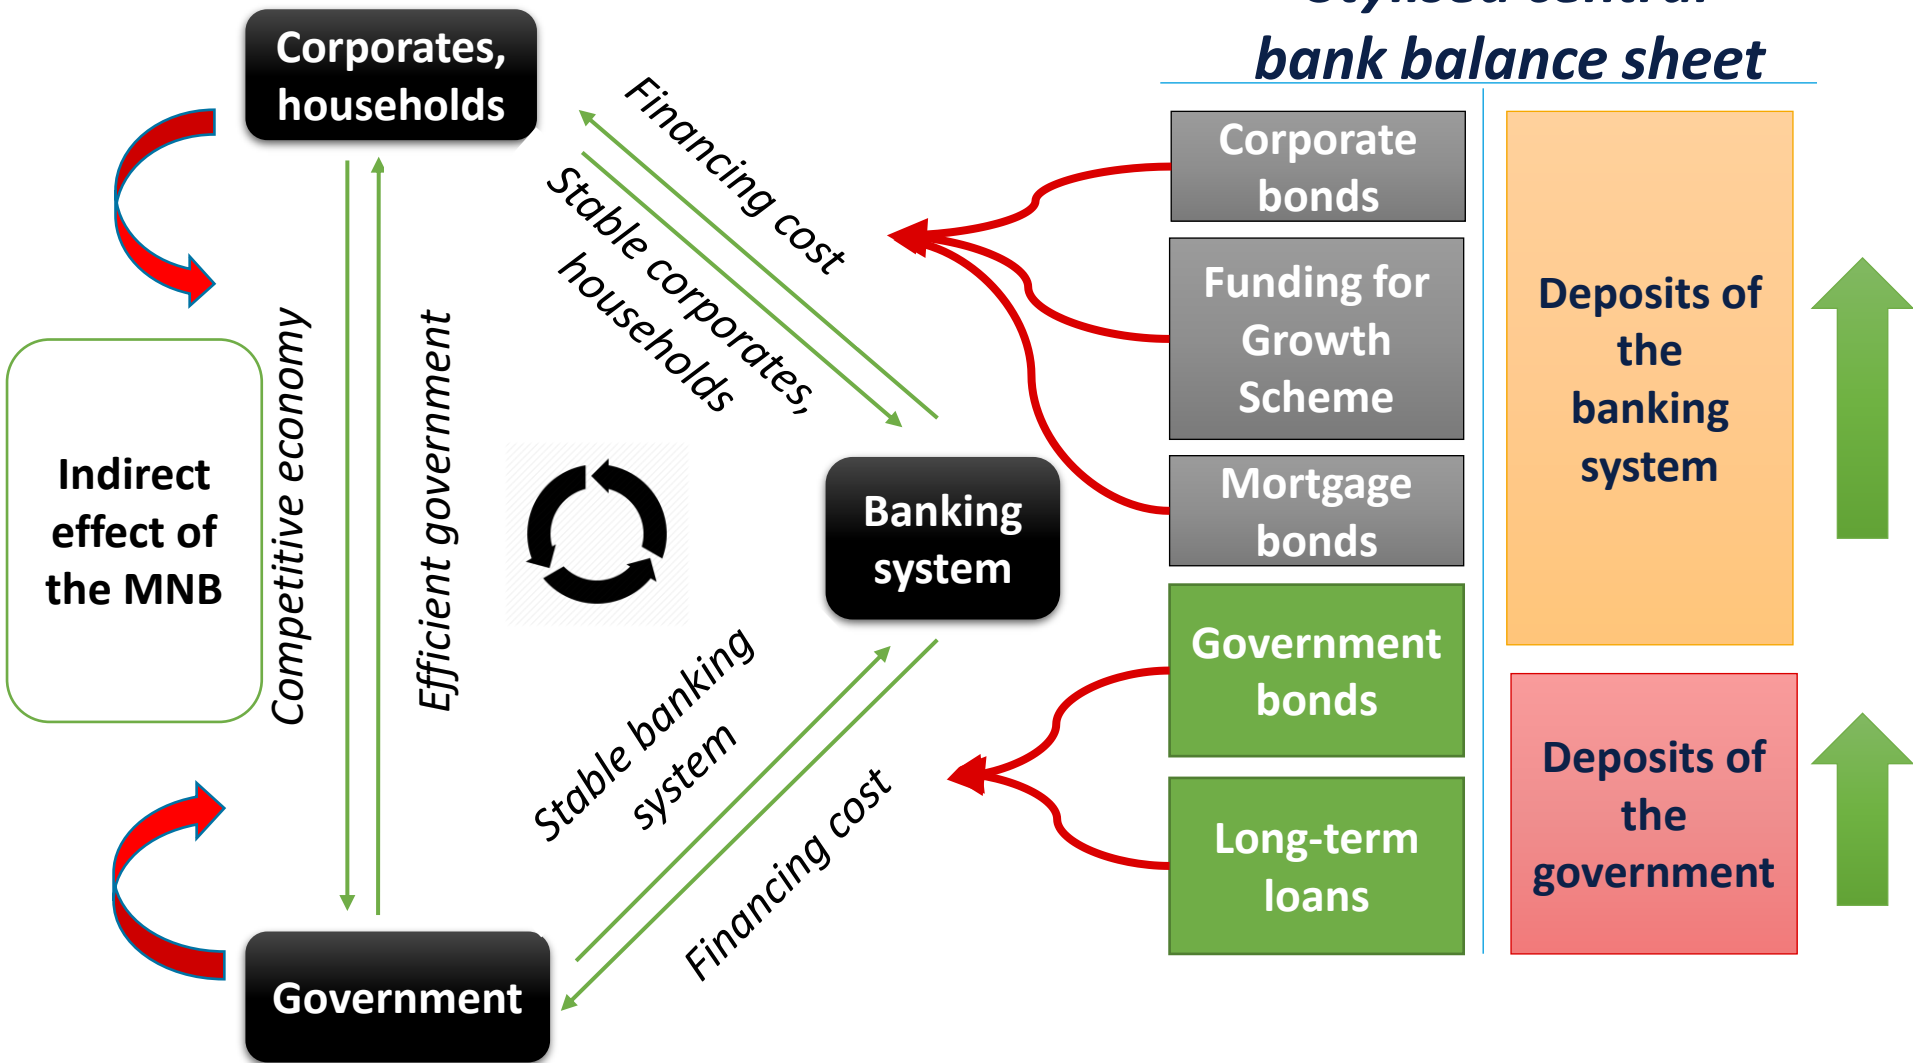 Stylised central
bank balance sheet
Corporates,
households
Financing cost
Stable corporates,
households
Corporate
bonds
Funding for
Growth
Scheme
Mortgage
bonds
Government
bonds
Long-term
loans
Deposits of
the
banking
system
Deposits of
the
government
Indirect
effect of
the MNB
Competitive economy
Efficient government
Banking
system
Stable banking
system
Financing cost
Government